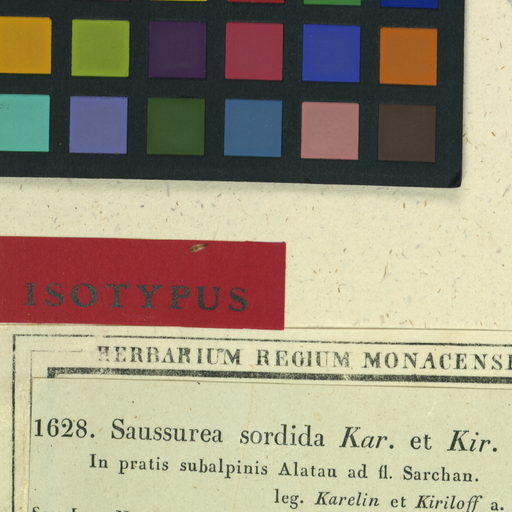 ISOTYPUS
HERBARIUM REGIUM MONACENSE
1628. Saussurea sordida Kar. et Kir.
In pratis subalpinis Alatau ad fl. Sarchan.
leg. Karelin et Kiriloff a.